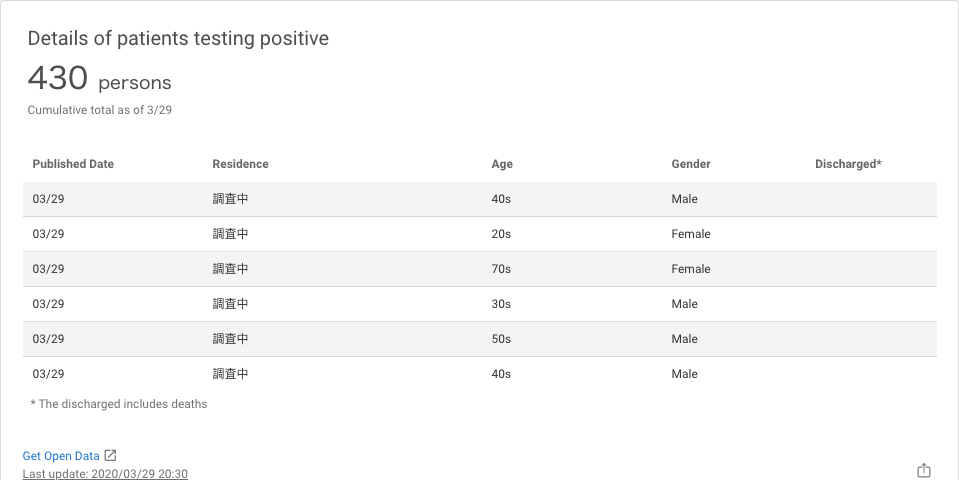 Details of patients testing positive
430 persons
Cumulative total as of 3/29
Published Date Residence Age Gender Discharged*
03/29 調査中 40s Male
03/29 調査中 20s Female
03/29 調査中 70s Female
03/29 調査中 30s Male
03/29 調査中 50s Male
03/29 調査中 40s Male
* The discharged includes deaths
Get Open Data
Last update: 2020/03/29 20:30